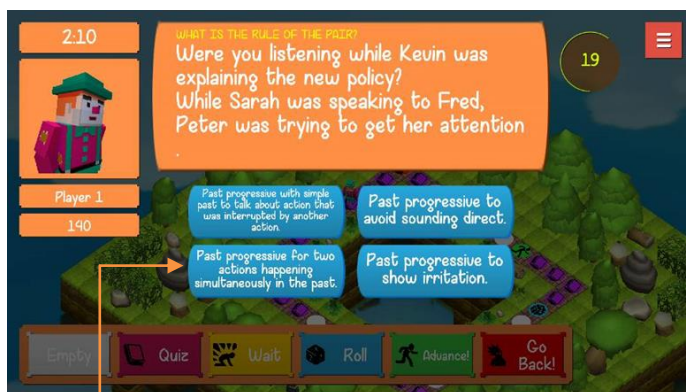 2:10
WHAT IS THE RULE OF THE PAIR?
Were you listening while Kevin was
explaining the new policy?
While Sarah was speaking to Fred,
Peter was trying to get her attention
.
19
Player 1
190
Past progressive with simple
past to talk about action that
was interrupted by another
action.
Past progressive to
avoid sounding direct.
Past progressive for two
actions happening
simultaneously in the past.
Past progressive to
show irritation.
Empty
Quiz
Wait
Roll
Advance!
Go
Back!